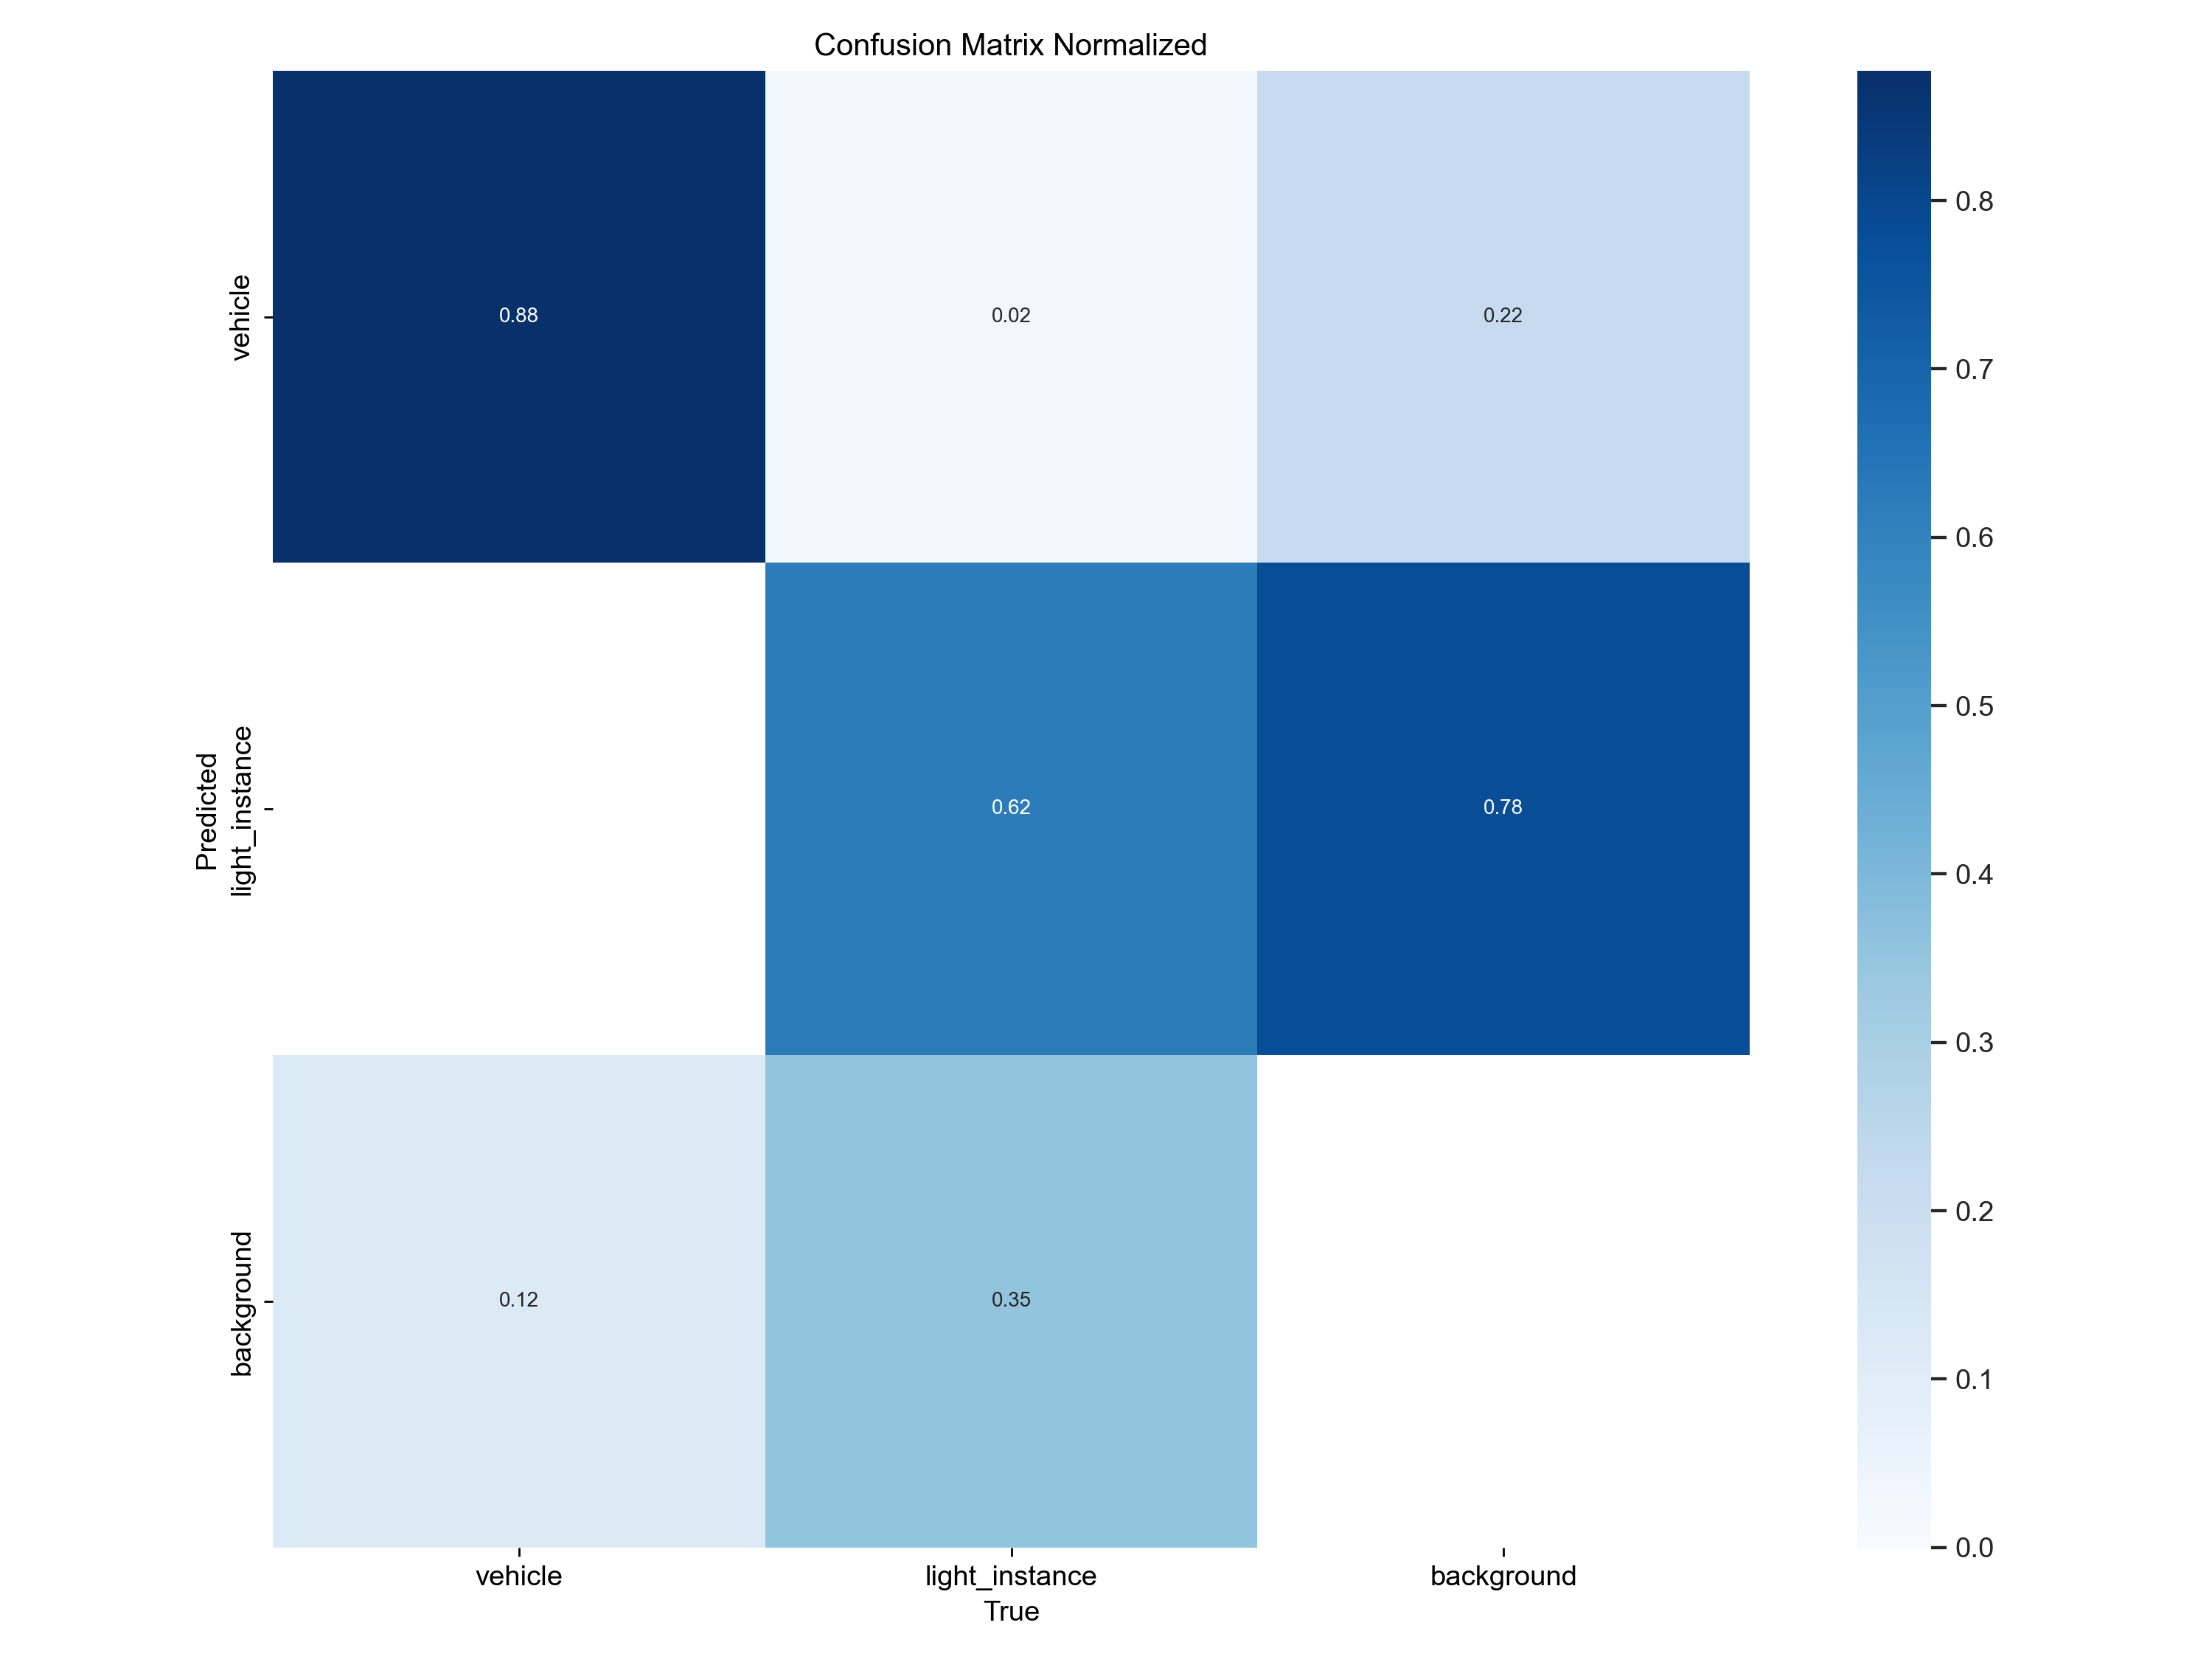 Confusion Matrix Normalized
vehicle
0.88
0.02
0.22
Predicted
light_instance
0.62
0.78
background
0.12
0.35
vehicle
light_instance
background
True
0.8
0.7
0.6
0.5
0.4
0.3
0.2
0.1
0.0